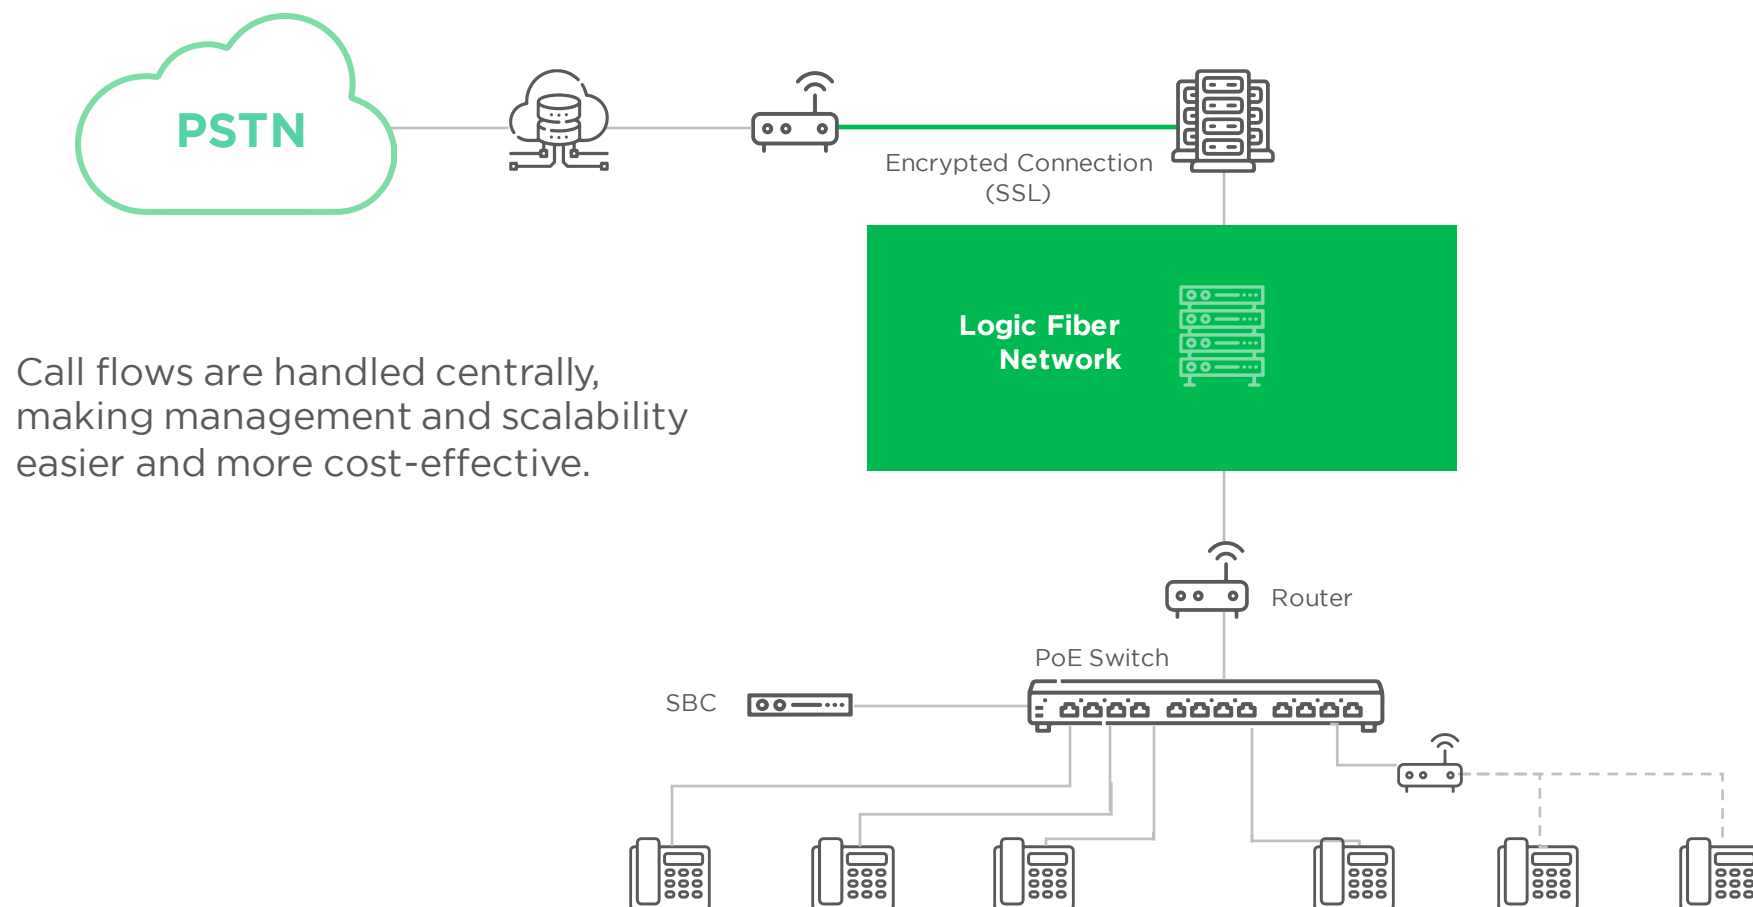 PSTN
Encrypted Connection
(SSL)
Logic Fiber
Network
Call flows are handled centrally,
making management and scalability
easier and more cost-effective.
Router
PoE Switch
SBC